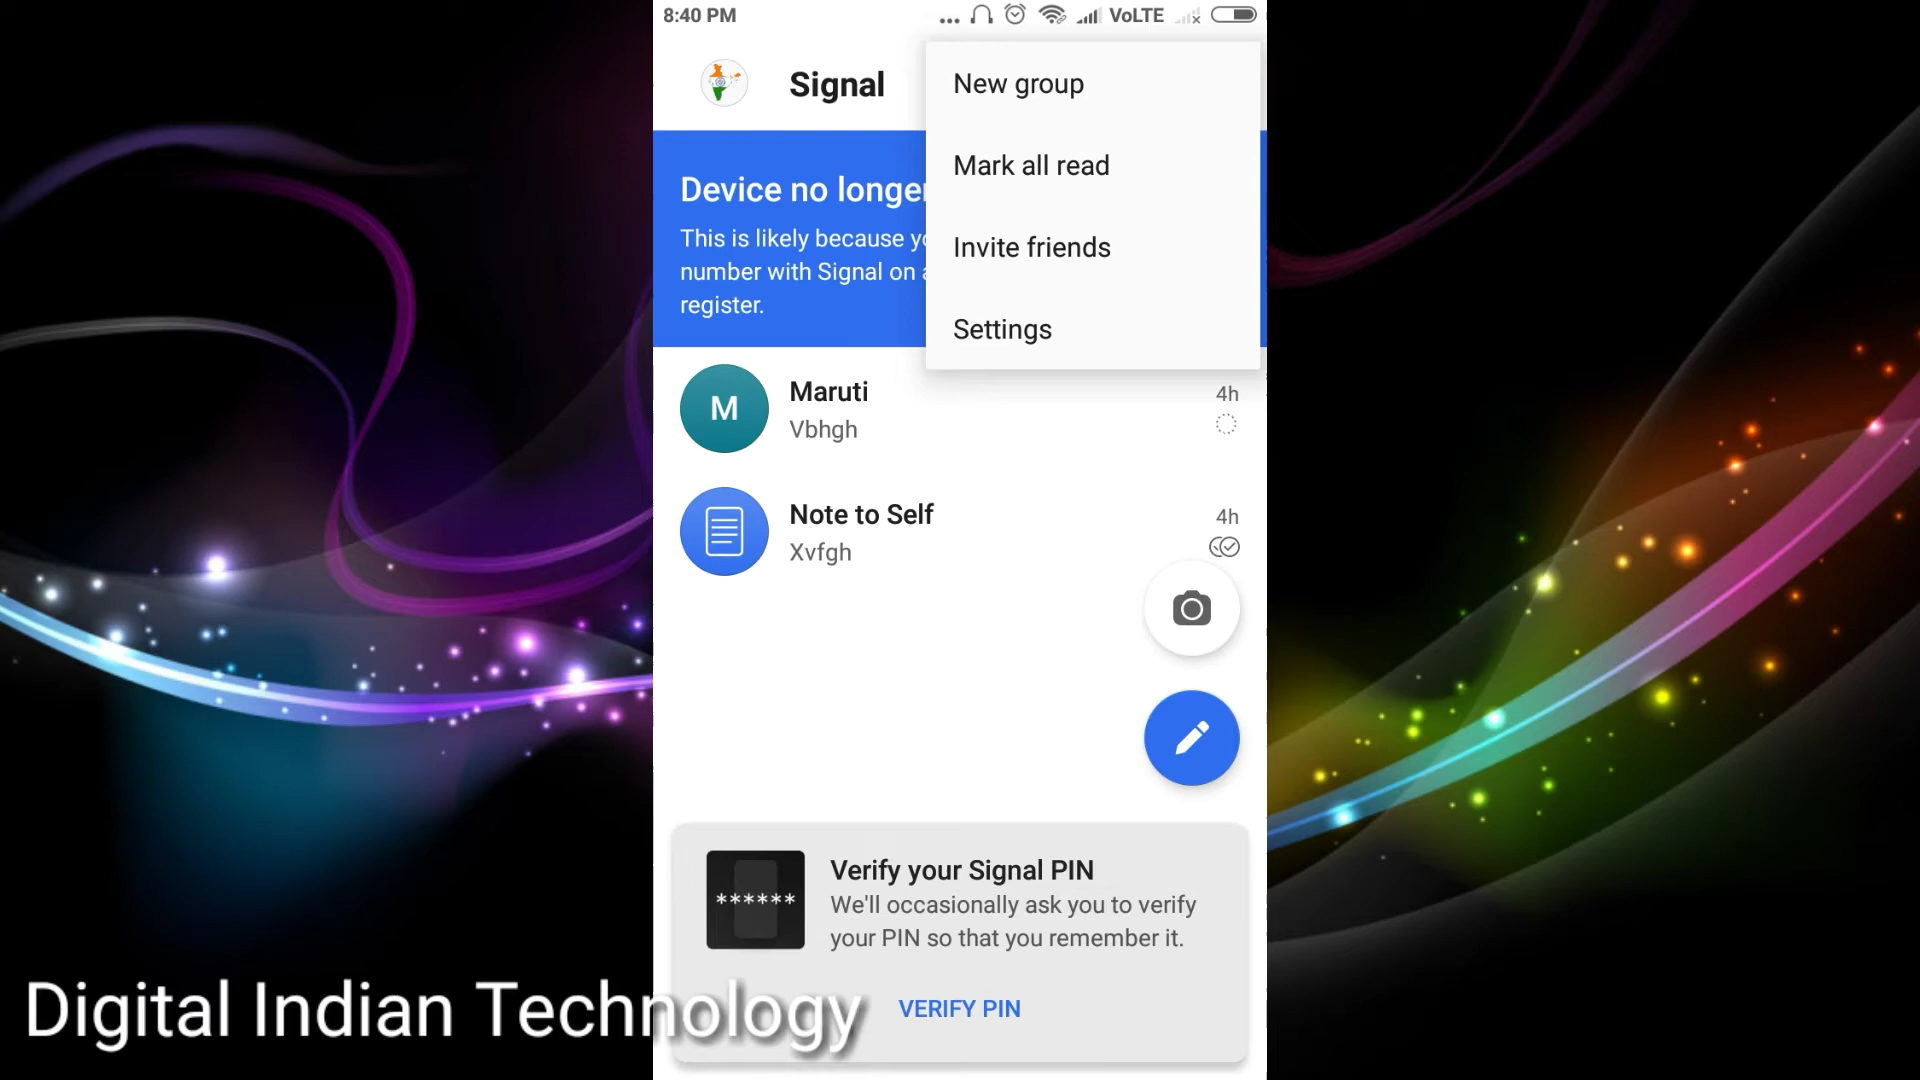 8:40 PM
VoLTE
Signal
New group
Mark all read
Invite friends
Settings
Device no longe
This is likely because yo
number with Signal on a
register.
M
Maruti
4h
Vbhgh
Note to Self
4h
Xvfgh
******
Verify your Signal PIN
We'll occasionally ask you to verify
your PIN so that you remember it.
VERIFY PIN
Digital Indian Technology